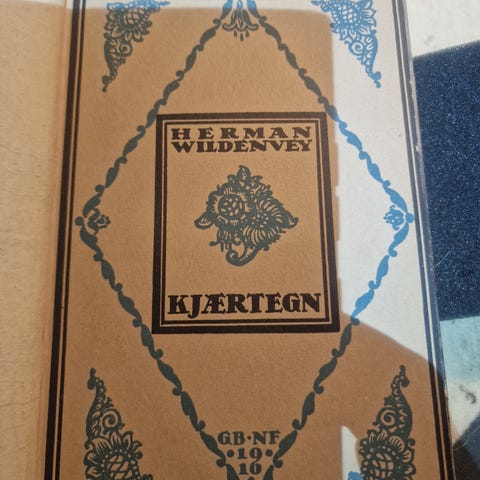 HERMAN
WILDENVEY
KJÆRTEGN
GB·NF
·19·
16